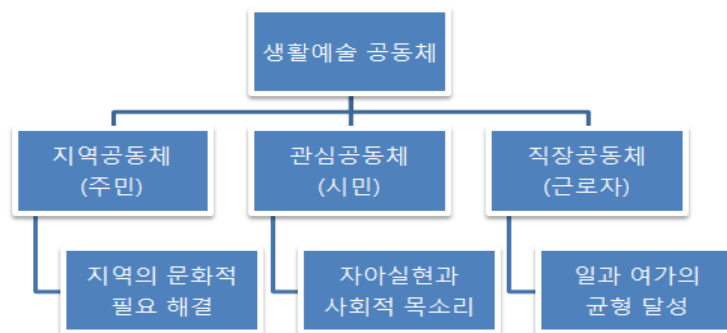 생활예술 공동체
지역공동체
(주민)
관심공동체
(시민)
직장공동체
(근로자)
지역의 문화적
필요 해결
자아실현과
사회적 목소리
일과 여가의
균형 달성